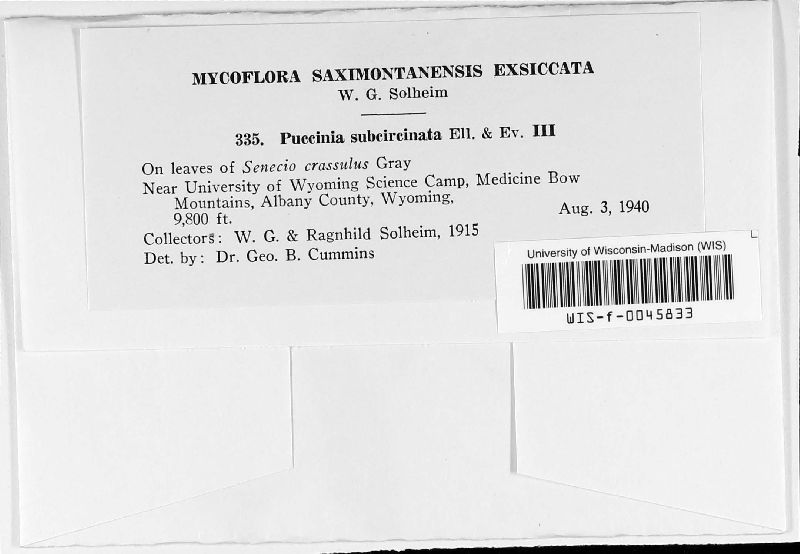 MYCOFLORA SAXIMONTANENSIS EXSICCATA
W. G. Solheim
335. Puccinia subcircinata Ell. & Ev. III
On leaves of Senecio crassulus Gray
Near University of Wyoming Science Camp, Medicine Bow
Mountains, Albany County, Wyoming,
9,800 ft.
Aug. 3, 1940
Collectors: W. G. & Ragnhild Solheim, 1915
Det. by: Dr. Geo. B. Cummins
University of Wisconsin-Madison (WIS)
WIS-f-0045833